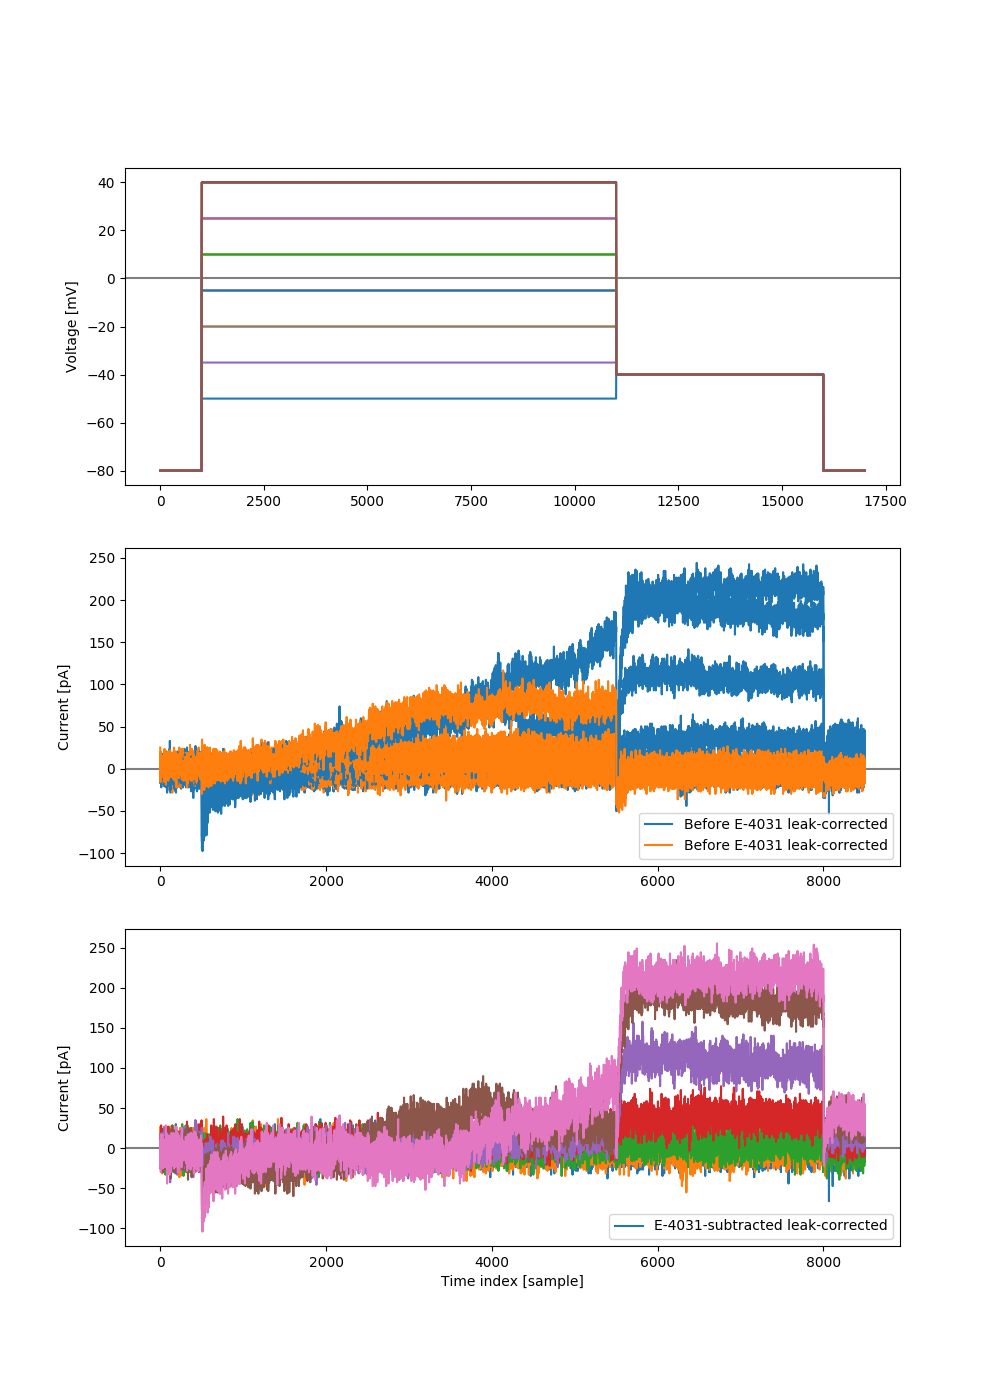 Voltage [mV]
40
20
0
−20
−40
−60
−80
0 2500 5000 7500 10000 12500 15000 17500
Current [pA]
250
200
150
100
50
0
−50
−100
Before E-4031 leak-corrected
Before E-4031 leak-corrected
0 2000 4000 6000 8000
Current [pA]
250
200
150
100
50
0
−50
−100
E-4031-subtracted leak-corrected
0 2000 4000 6000 8000
Time index [sample]